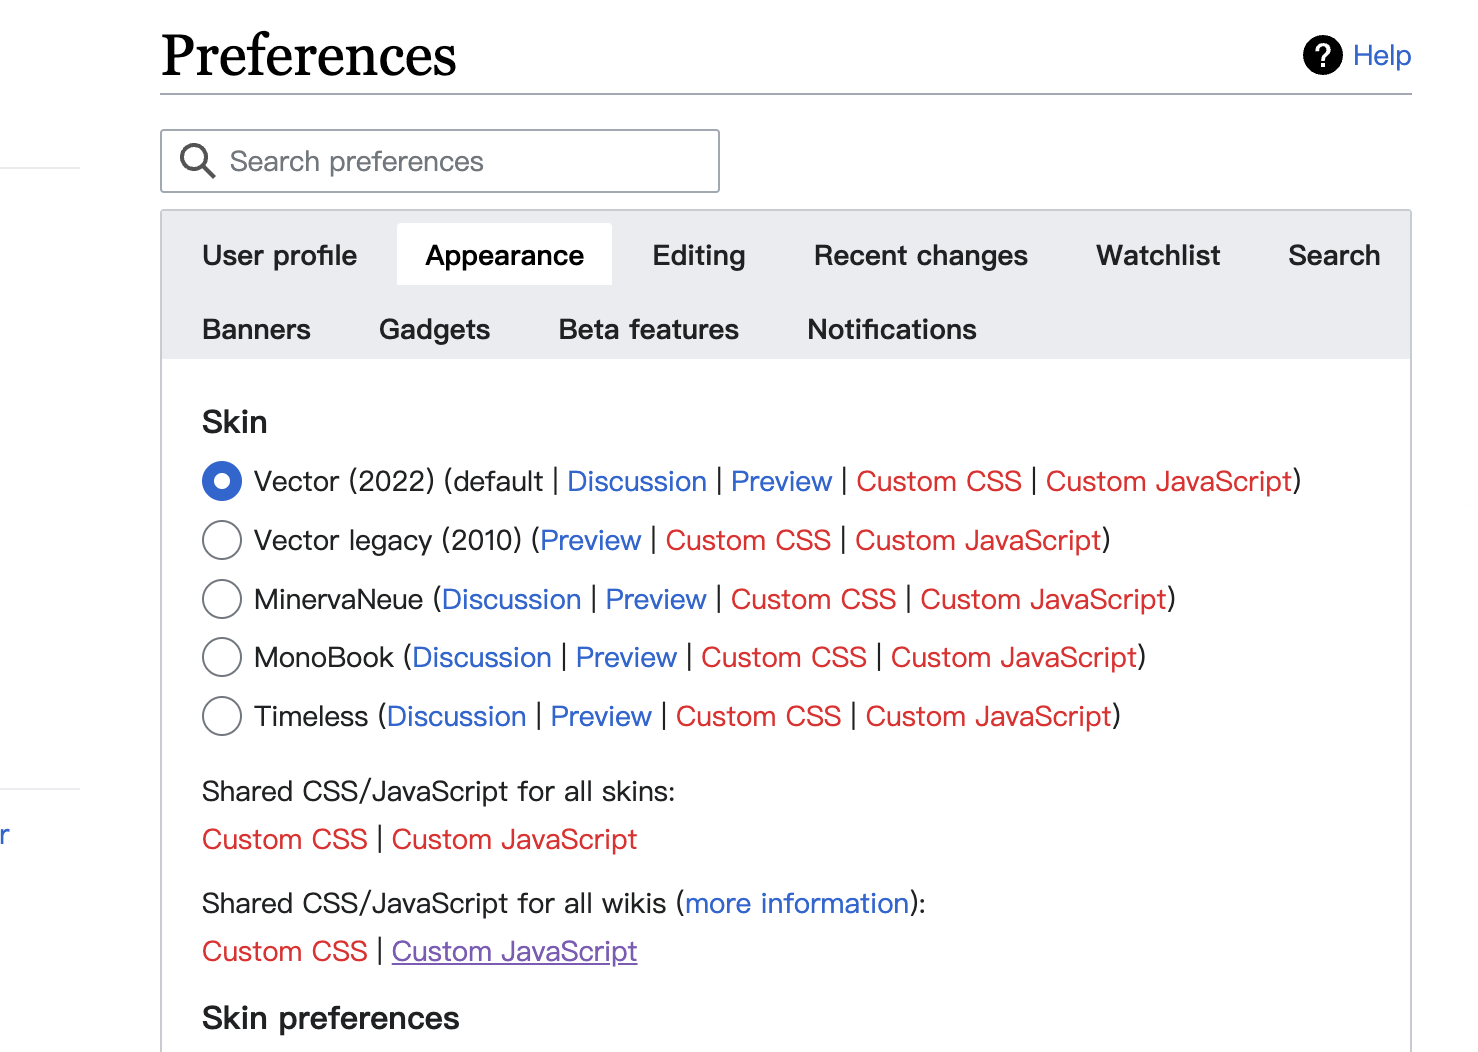 Preferences
? Help
Search preferences
User profile Appearance Editing Recent changes Watchlist Search
Banners Gadgets Beta features Notifications
Skin
Vector (2022) (default | Discussion | Preview | Custom CSS | Custom JavaScript)
Vector legacy (2010) (Preview | Custom CSS | Custom JavaScript)
MinervaNeue (Discussion | Preview | Custom CSS | Custom JavaScript)
MonoBook (Discussion | Preview | Custom CSS | Custom JavaScript)
Timeless (Discussion | Preview | Custom CSS | Custom JavaScript)
Shared CSS/JavaScript for all skins:
Custom CSS | Custom JavaScript
r
Shared CSS/JavaScript for all wikis (more information):
Custom CSS | Custom JavaScript
Skin preferences